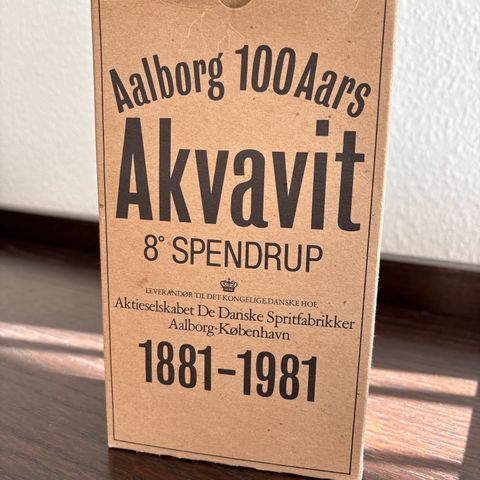 Aalborg 100 Aars
Akvavit
8° SPENDRUP
LEVERANDØR TIL DET KONGELIGE DANSKE HOF
Aktieselskabet De Danske Spritfabrikker
Aalborg-København
1881-1981